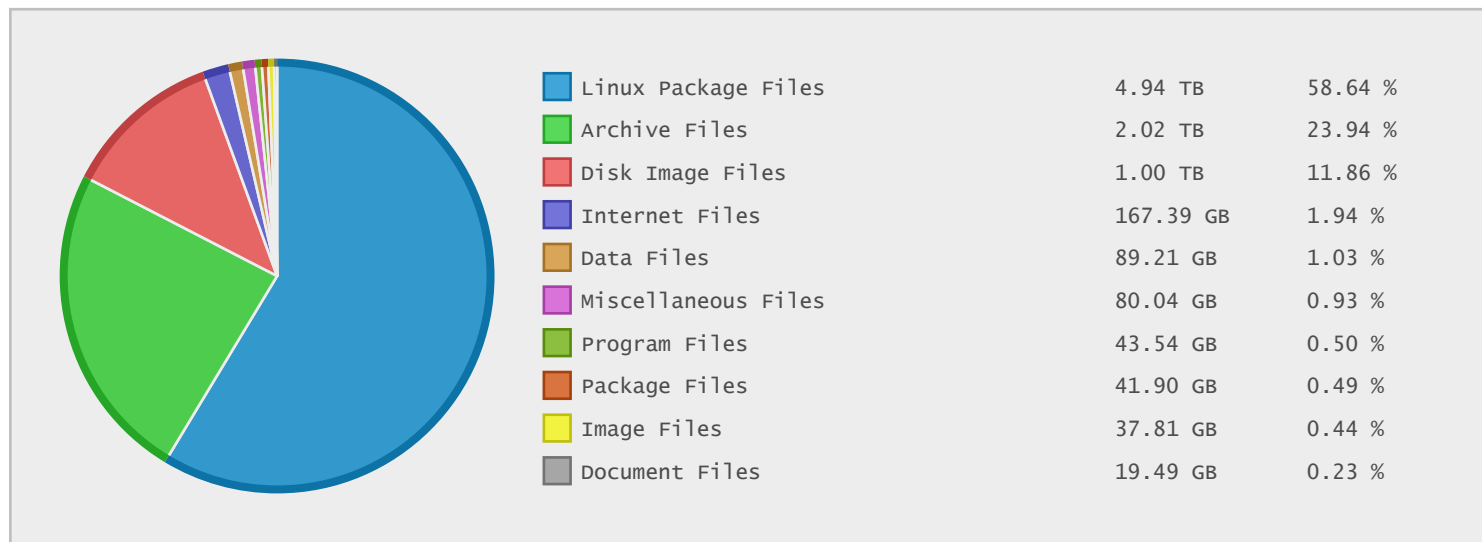 Linux Package Files 4.94 TB 58.64 %
Archive Files 2.02 TB 23.94 %
Disk Image Files 1.00 TB 11.86 %
Internet Files 167.39 GB 1.94 %
Data Files 89.21 GB 1.03 %
Miscellaneous Files 80.04 GB 0.93 %
Program Files 43.54 GB 0.50 %
Package Files 41.90 GB 0.49 %
Image Files 37.81 GB 0.44 %
Document Files 19.49 GB 0.23 %